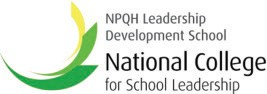 NPQH Leadership
Development School
National College
for School Leadership